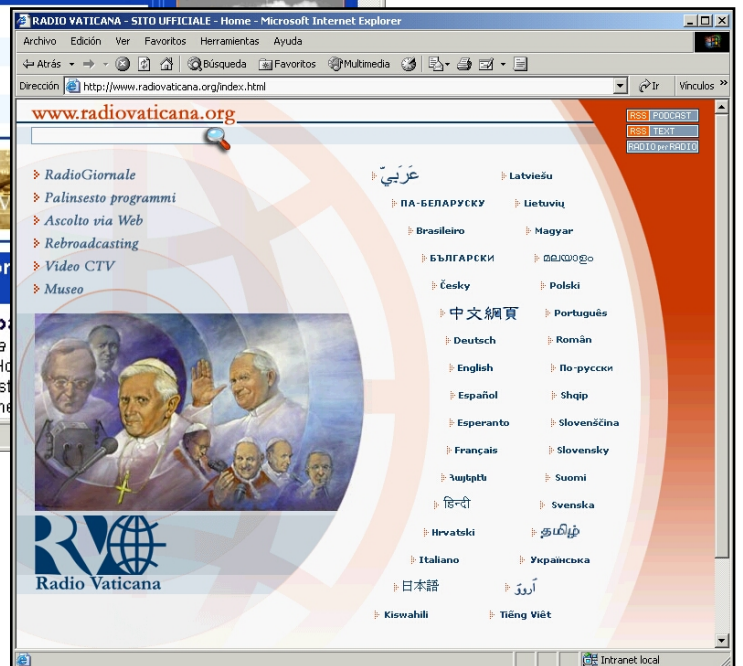 RADIO VATICANA - SITO UFFICIALE - Home - Microsoft Internet Explorer
Archivo Edición Ver Favoritos Herramientas Ayuda
Atrás Búsqueda Favoritos Multimedia
Dirección http://www.radiovaticana.org/index.html Ir Vínculos »
www.radiovaticana.org
RSS PODCAST
RSS TEXT
RADIO per RADIO
RadioGiornale
Palinsesto programmi
Ascolto via Web
Rebroadcasting
Video CTV
Museo
عَرَبيّ Latviešu
ПА-БЕЛАРУСКУ Lietuvių
Brasileiro Magyar
БЪЛГАРСКИ മലയാളം
Česky Polski
中文網頁 Português
Deutsch Român
English По-русски
Español Shqip
Esperanto Slovenščina
Français Slovensky
Հայերեն Suomi
हिन्दी Svenska
Hrvatski தமிழ்
Italiano Українська
日本語 اُردوُ
Kiswahili Tiêng Viêt
RV
Radio Vaticana
Intranet local